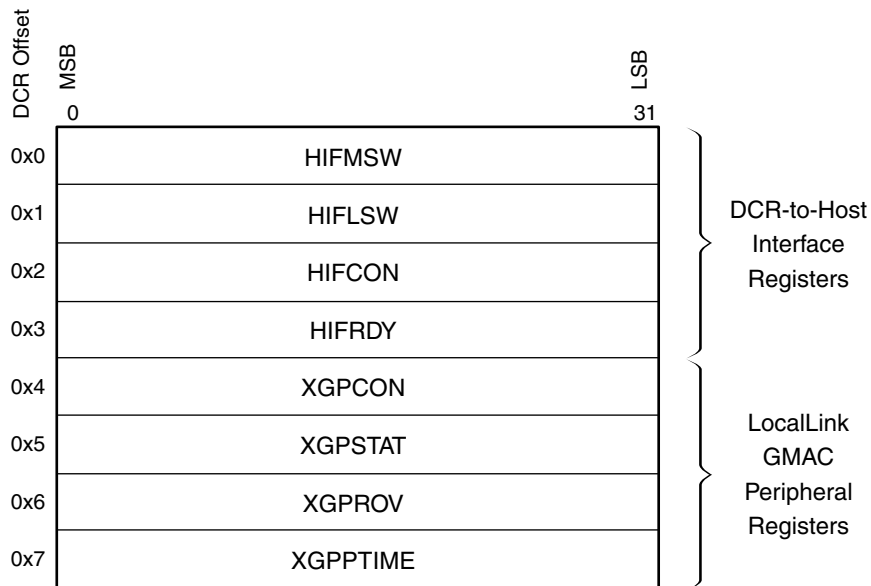 DCR Offset
MSB
LSB
0
31
0x0
HIFMSW
0x1
HIFLSW
0x2
HIFCON
0x3
HIFRDY
DCR-to-Host
Interface
Registers
0x4
XGPCON
0x5
XGPSTAT
0x6
XGPROV
0x7
XGPPTIME
LocalLink
GMAC
Peripheral
Registers